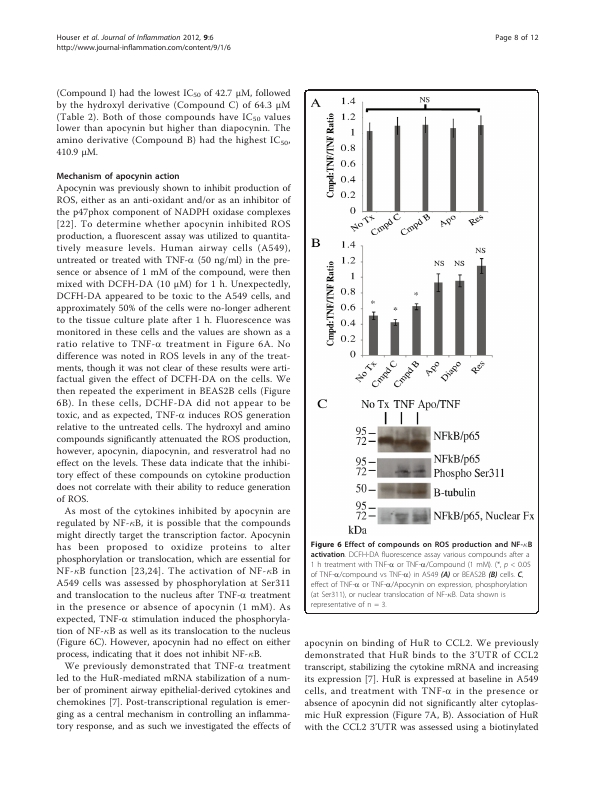 Houser et al. Journal of Inflammation 2012, 9:6
http://www.journal-inflammation.com/content/9/1/6
Page 8 of 12
(Compound I) had the lowest IC50 of 42.7 μM, followed
by the hydroxyl derivative (Compound C) of 64.3 μM
(Table 2). Both of those compounds have IC50 values
lower than apocynin but higher than diapocynin. The
amino derivative (Compound B) had the highest IC50,
410.9 μM.
Mechanism of apocynin action
Apocynin was previously shown to inhibit production of
ROS, either as an anti-oxidant and/or as an inhibitor of
the p47phox component of NADPH oxidase complexes
[22]. To determine whether apocynin inhibited ROS
production, a fluorescent assay was utilized to quantita-
tively measure levels. Human airway cells (A549),
untreated or treated with TNF-α (50 ng/ml) in the pre-
sence or absence of 1 mM of the compound, were then
mixed with DCFH-DA (10 μM) for 1 h. Unexpectedly,
DCFH-DA appeared to be toxic to the A549 cells, and
approximately 50% of the cells were no-longer adherent
to the tissue culture plate after 1 h. Fluorescence was
monitored in these cells and the values are shown as a
ratio relative to TNF-α treatment in Figure 6A. No
difference was noted in ROS levels in any of the treat-
ments, though it was not clear of these results were arti-
factual given the effect of DCFH-DA on the cells. We
then repeated the experiment in BEAS2B cells (Figure
6B). In these cells, DCHF-DA did not appear to be
toxic, and as expected, TNF-α induces ROS generation
relative to the untreated cells. The hydroxyl and amino
compounds significantly attenuated the ROS production,
however, apocynin, diapocynin, and resveratrol had no
effect on the levels. These data indicate that the inhibi-
tory effect of these compounds on cytokine production
does not correlate with their ability to reduce generation
of ROS.
As most of the cytokines inhibited by apocynin are
regulated by NF-κB, it is possible that the compounds
might directly target the transcription factor. Apocynin
has been proposed to oxidize proteins to alter
phosphorylation or translocation, which are essential for
NF-κB function [23,24]. The activation of NF-κB in
A549 cells was assessed by phosphorylation at Ser311
and translocation to the nucleus after TNF-α treatment
in the presence or absence of apocynin (1 mM). As
expected, TNF-α stimulation induced the phosphoryla-
tion of NF-κB as well as its translocation to the nucleus
(Figure 6C). However, apocynin had no effect on either
process, indicating that it does not inhibit NF-κB.
We previously demonstrated that TNF-α treatment
led to the HuR-mediated mRNA stabilization of a num-
ber of prominent airway epithelial-derived cytokines and
chemokines [7]. Post-transcriptional regulation is emer-
ging as a central mechanism in controlling an inflamma-
tory response, and as such we investigated the effects of
A
Cmpd:TNF/TNF Ratio
1.4
1.2
1
0.8
0.6
0.4
0.2
0
NS
No Tx
Cmpd C
Cmpd B
Apo
Res
B
Cmpd:TNF/TNF Ratio
1.4
1.2
1
0.8
0.6
0.4
0.2
0
* * * NS NS NS
No Tx
Cmpd C
Cmpd B
Apo
Diapo
Res
C
No Tx TNF Apo/TNF
95
72
NFkB/p65
95
72
NFkB/p65
Phospho Ser311
50
B-tubulin
95
72
NFkB/p65, Nuclear Fx
kDa
Figure 6 Effect of compounds on ROS production and NF-κB
activation. DCFH-DA fluorescence assay various compounds after a
1 h treatment with TNF-α or TNF-α/Compound (1 mM). (*, p < 0.05
of TNF-α/compound vs TNF-α) in A549 (A) or BEAS2B (B) cells. C.
effect of TNF-α or TNF-α/Apocynin on expression, phosphorylation
(at Ser311), or nuclear translocation of NF-κB. Data shown is
representative of n = 3.
apocynin on binding of HuR to CCL2. We previously
demonstrated that HuR binds to the 3'UTR of CCL2
transcript, stabilizing the cytokine mRNA and increasing
its expression [7]. HuR is expressed at baseline in A549
cells, and treatment with TNF-α in the presence or
absence of apocynin did not significantly alter cytoplas-
mic HuR expression (Figure 7A, B). Association of HuR
with the CCL2 3'UTR was assessed using a biotinylated